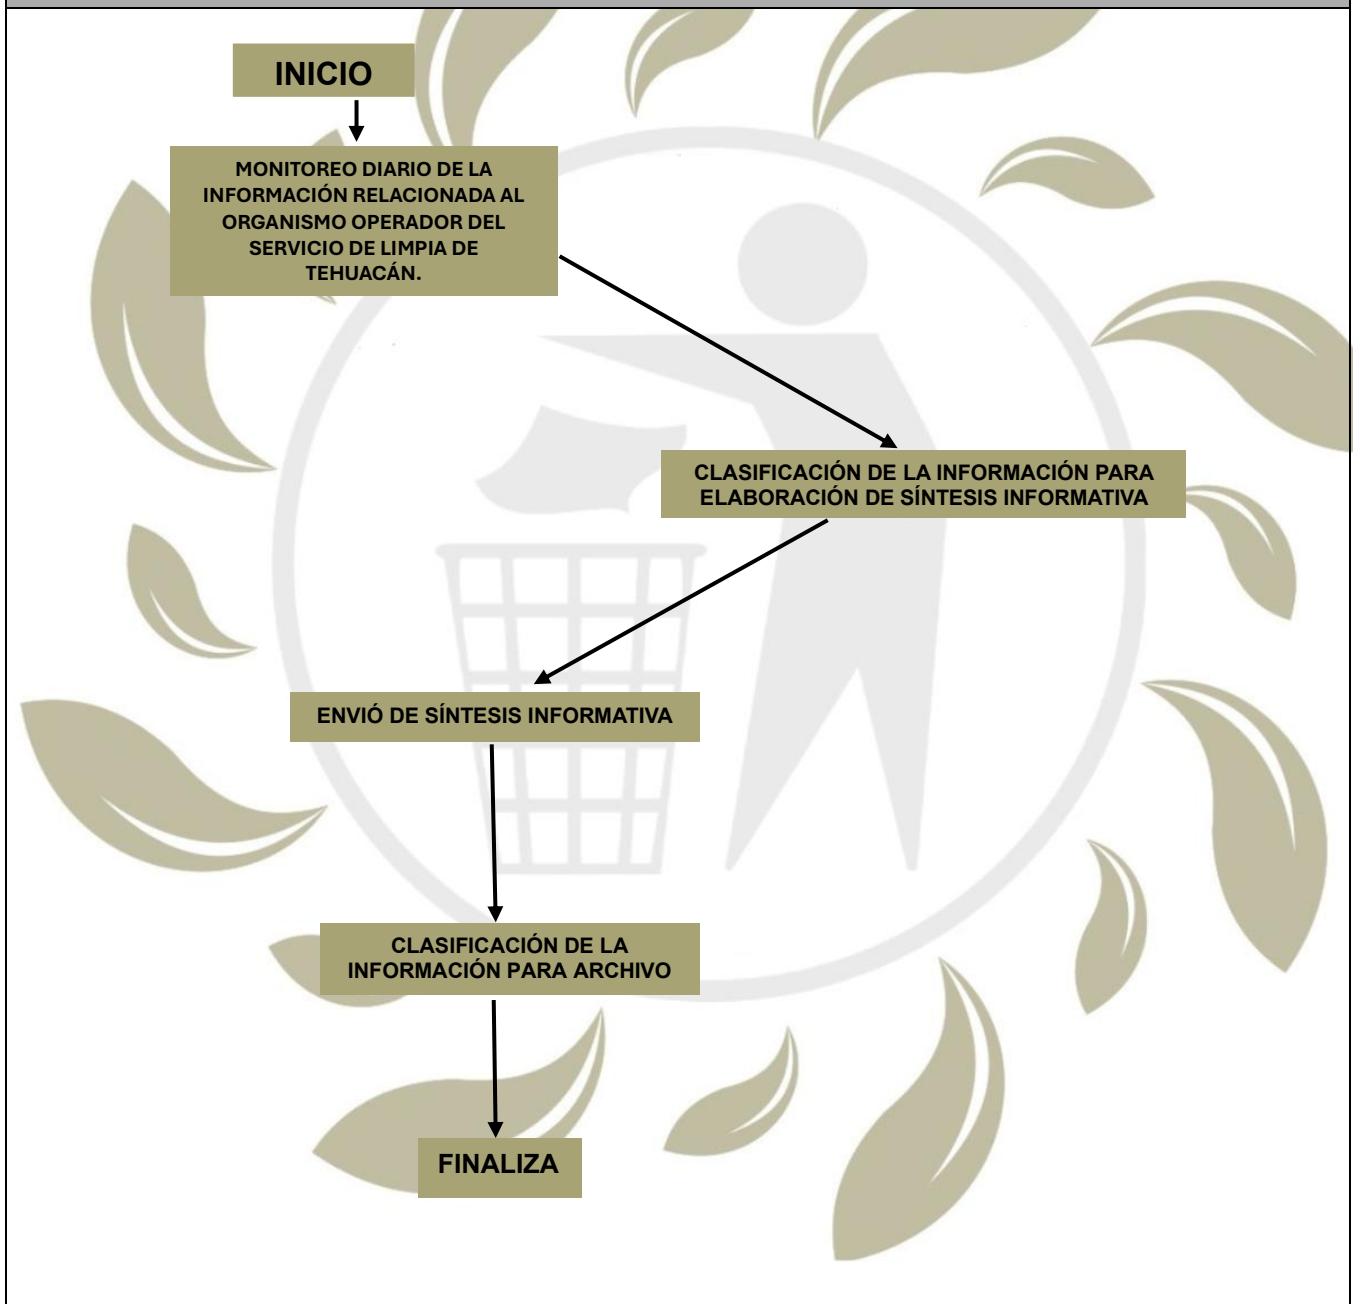 INICIO
MONITOREO DIARIO DE LA
INFORMACIÓN RELACIONADA AL
ORGANISMO OPERADOR DEL
SERVICIO DE LIMPIA DE
TEHUACÁN.
CLASIFICACIÓN DE LA INFORMACIÓN PARA
ELABORACIÓN DE SÍNTESIS INFORMATIVA
ENVIÓ DE SÍNTESIS INFORMATIVA
CLASIFICACIÓN DE LA
INFORMACIÓN PARA ARCHIVO
FINALIZA